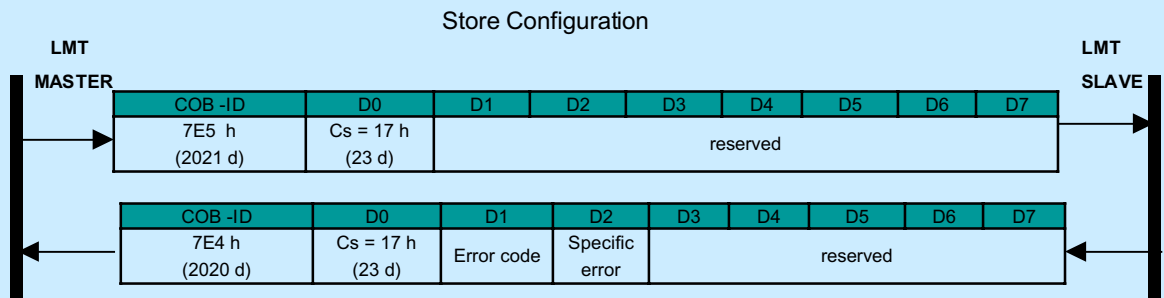 Store Configuration
LMT
MASTER
LMT
SLAVE
COB -ID D0 D1 D2 D3 D4 D5 D6 D7
7E5 h
(2021 d)
Cs = 17 h
(23 d)
reserved
COB -ID D0 D1 D2 D3 D4 D5 D6 D7
7E4 h
(2020 d)
Cs = 17 h
(23 d)
Error code
Specific
error
reserved